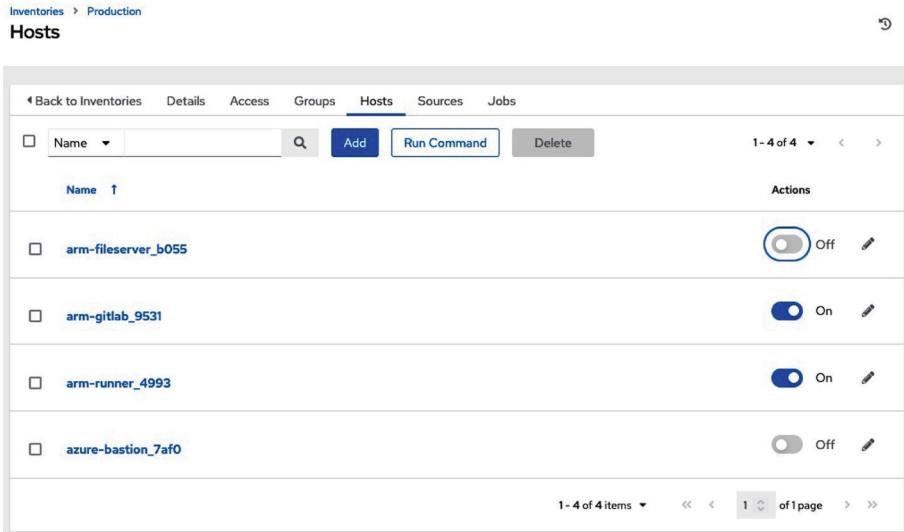 Inventories > Production
Hosts
Back to Inventories Details Access Groups Hosts Sources Jobs
Name Add Run Command Delete 1 - 4 of 4
Name Actions
arm-fileserver_b055 Off
arm-gitlab_9531 On
arm-runner_4993 On
azure-bastion_7af0 Off
1 - 4 of 4 items << < 1 of 1 page > >>